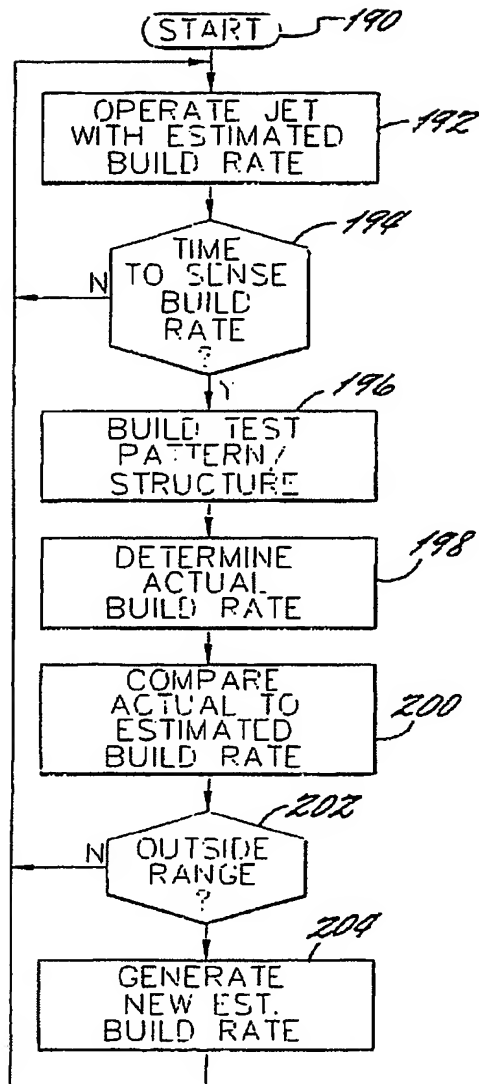 START
190
OPERATE JET
WITH ESTIMATED
BUILD RATE
192
194
TIME
TO SENSE
BUILD
RATE
?
N
Y
196
BUILD TEST
PATTERN/
STRUCTURE
198
DETERMINE
ACTUAL
BUILD RATE
COMPARE
ACTUAL TO
ESTIMATED
BUILD RATE
200
202
OUTSIDE
RANGE
?
N
204
GENERATE
NEW EST.
BUILD RATE